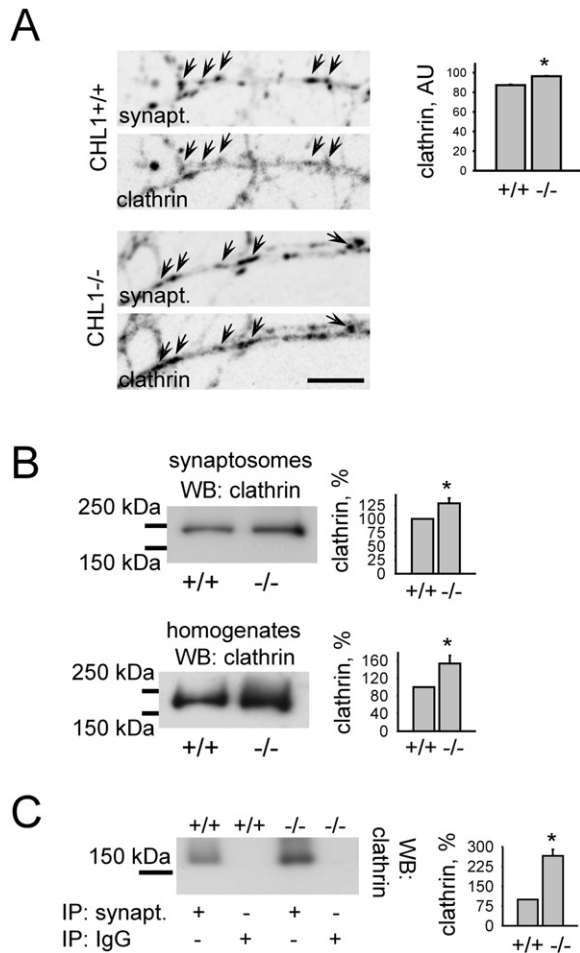 A
CHL1+/+
synapt.
clathrin
CHL1-/-
synapt.
clathrin
clathrin, AU
100
80
60
40
20
0
*
+/+ -/-
B
synaptosomes
WB: clathrin
250 kDa
150 kDa
+/+ -/-
clathrin, %
125
100
75
50
25
0
*
+/+ -/-
homogenates
WB: clathrin
250 kDa
150 kDa
+/+ -/-
clathrin, %
160
120
80
40
0
*
+/+ -/-
C
+/+ +/+ -/- -/-
150 kDa
WB:
clathrin
IP: synapt. + - + -
IP: IgG - + - +
clathrin, %
300
225
150
75
0
*
+/+ -/-